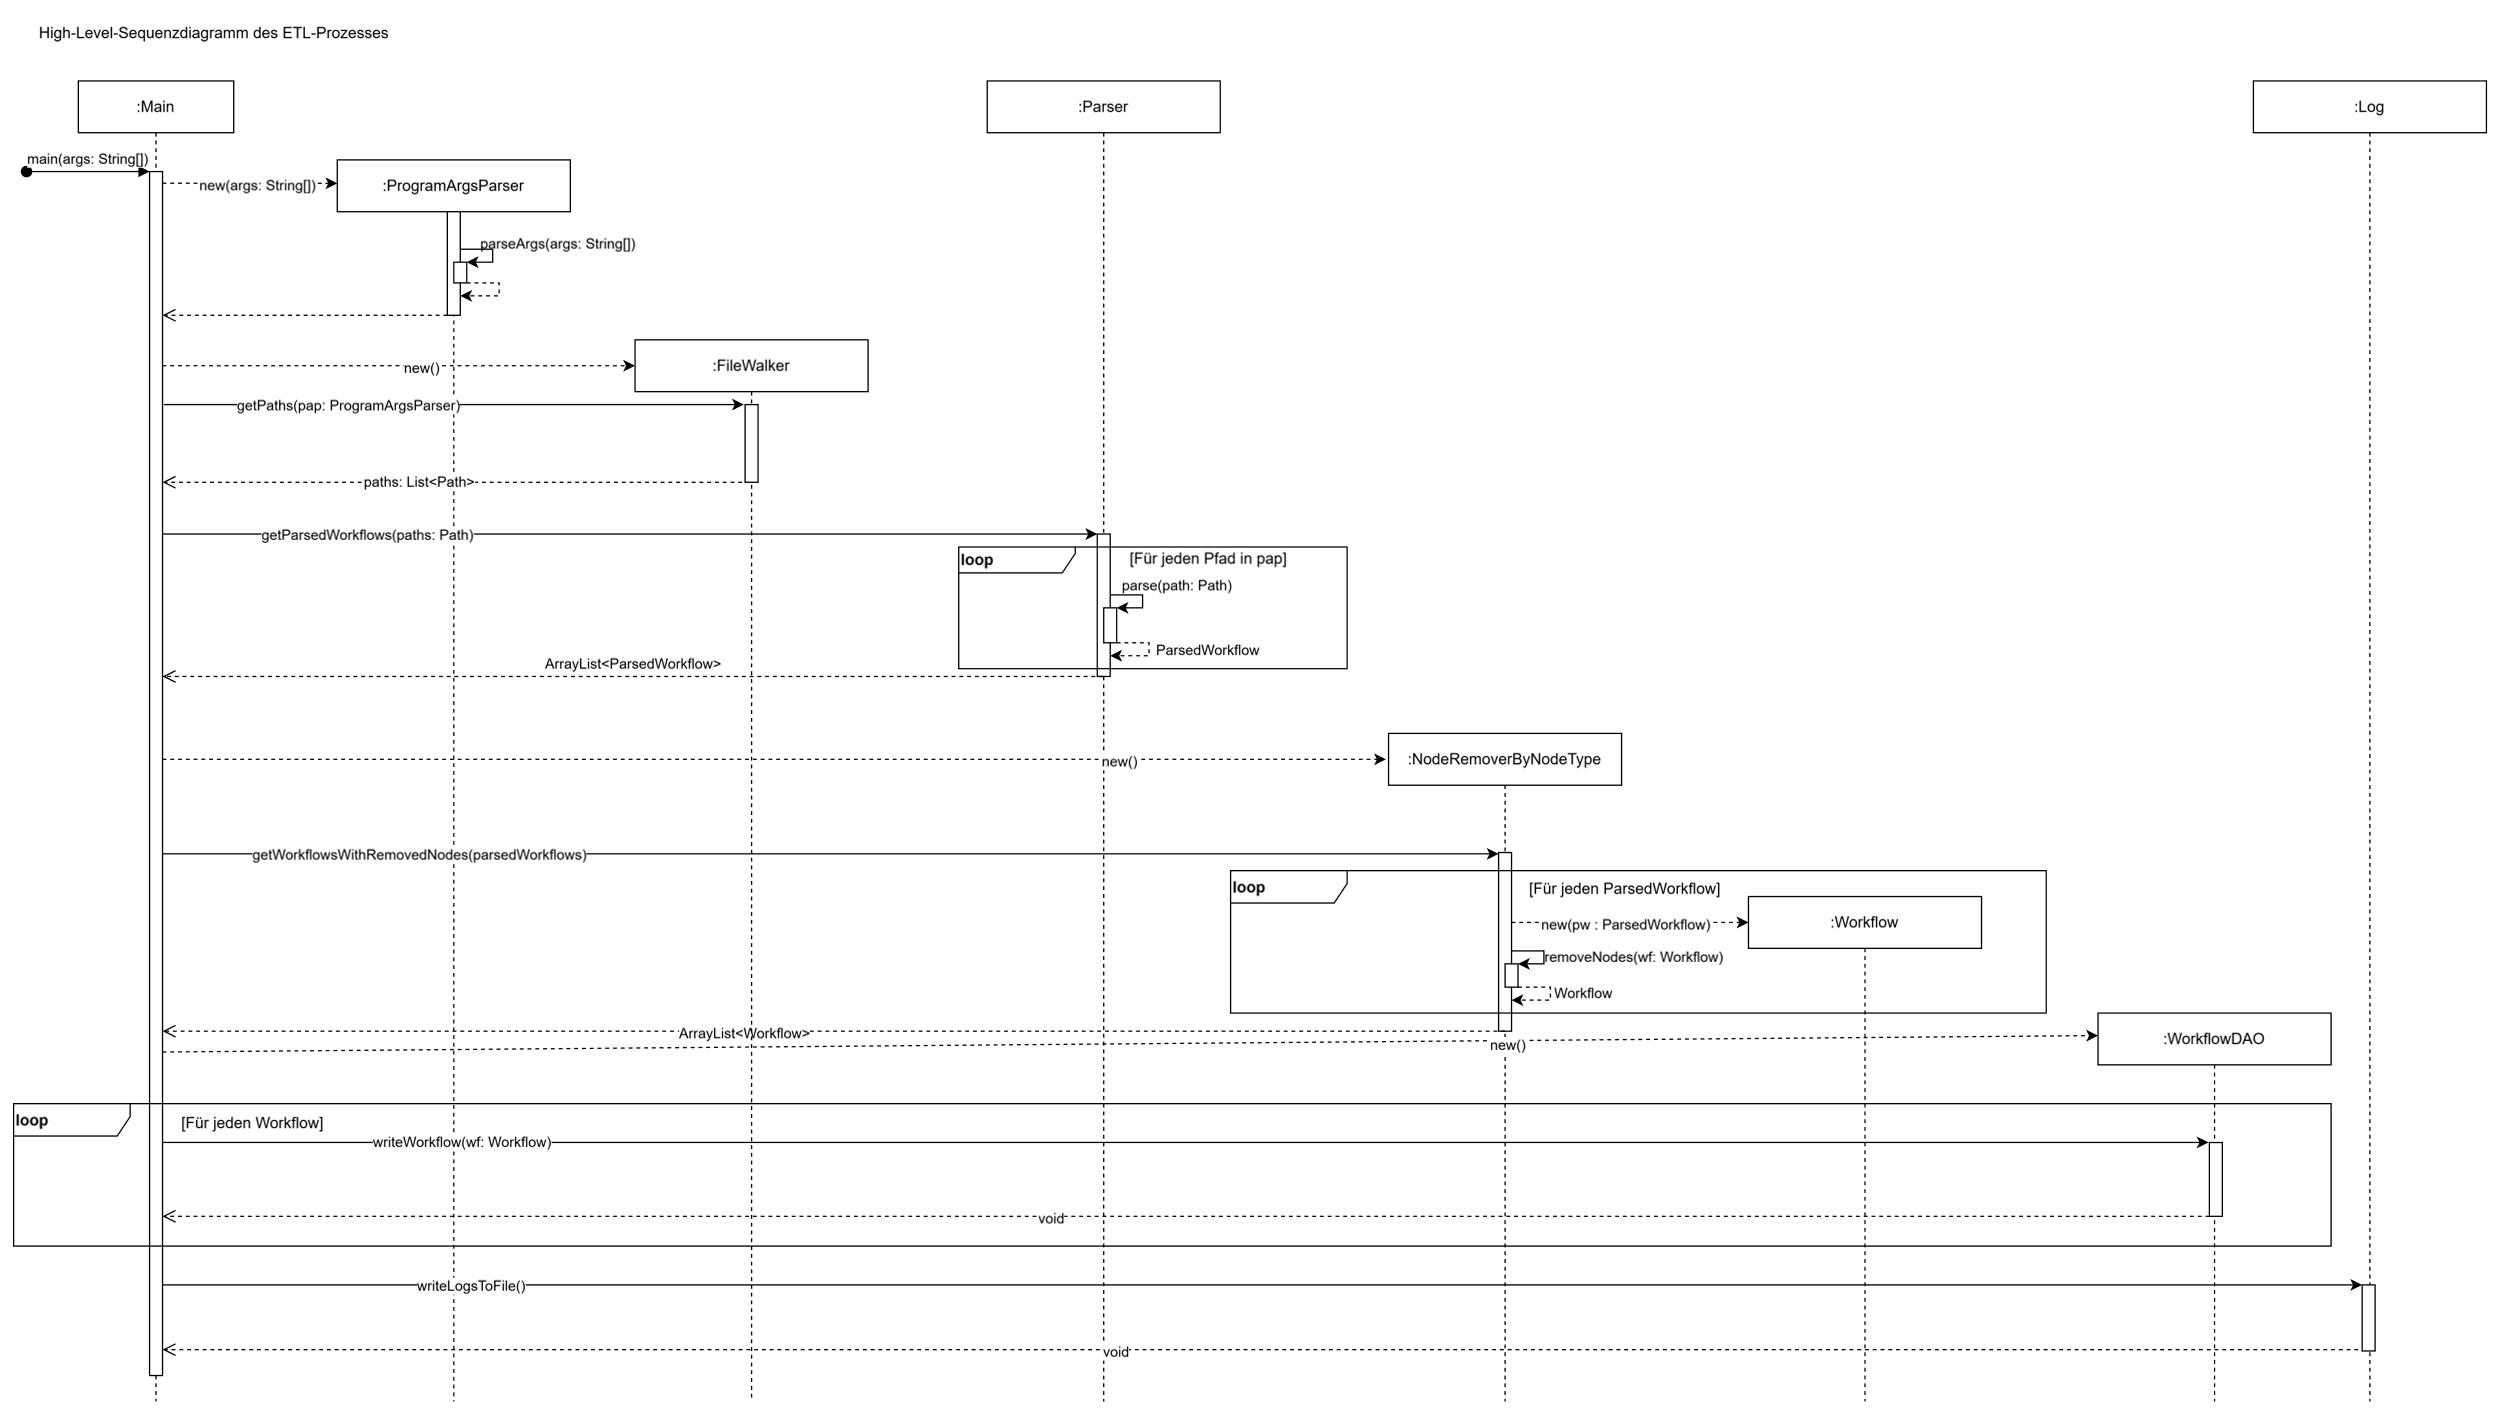 High-Level-Sequenzdiagramm des ETL-Prozesses
:Main
:Parser
:Log
main(args: String[])
new(args: String[])
:ProgramArgsParser
parseArgs(args: String[])
new()
:FileWalker
getPaths(pap: ProgramArgsParser)
paths: List<Path>
getParsedWorkflows(paths: Path)
loop
[Für jeden Pfad in pap]
parse(path: Path)
ParsedWorkflow
ArrayList<ParsedWorkflow>
new()
:NodeRemoverByNodeType
getWorkflowsWithRemovedNodes(parsedWorkflows)
loop
[Für jeden ParsedWorkflow]
new(pw : ParsedWorkflow)
:Workflow
removeNodes(wf: Workflow)
Workflow
ArrayList<Workflow>
new()
:WorkflowDAO
loop
[Für jeden Workflow]
writeWorkflow(wf: Workflow)
void
writeLogsToFile()
void